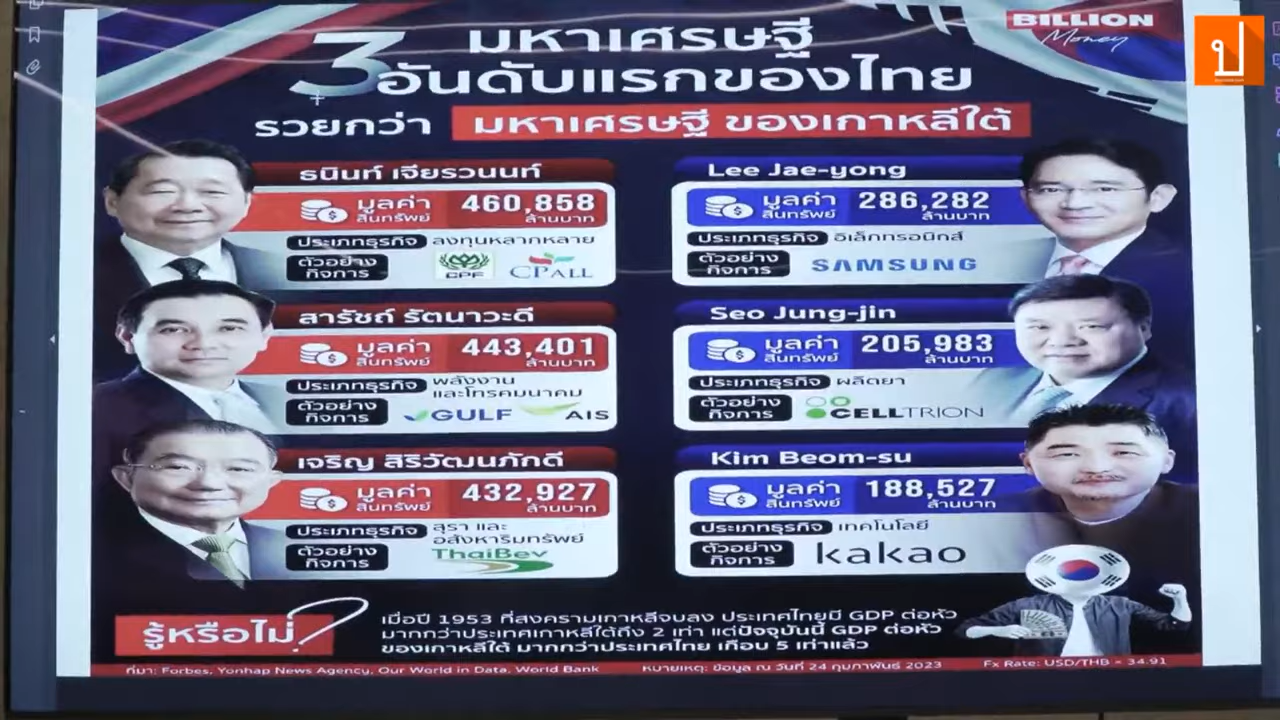 BILLION
Money
ป
3 มหาเศรษฐี
อันดับแรกของไทย
รวยกว่า มหาเศรษฐี ของเกาหลีใต้
ธนินท์ เจียรวนนท์
มูลค่า สินทรัพย์ 460,858 ล้านบาท
ประเภทธุรกิจ ลงทุนหลากหลาย
ตัวอย่าง กิจการ CPF CPALL
สารัชถ์ รัตนาวะดี
มูลค่า สินทรัพย์ 443,401 ล้านบาท
ประเภทธุรกิจ พลังงาน และโทรคมนาคม
ตัวอย่าง กิจการ GULF AIS
เจริญ สิริวัฒนภักดี
มูลค่า สินทรัพย์ 432,927 ล้านบาท
ประเภทธุรกิจ สุรา และ อสังหาริมทรัพย์
ตัวอย่าง กิจการ ThaiBev
Lee Jae-yong
มูลค่า สินทรัพย์ 286,282 ล้านบาท
ประเภทธุรกิจ อิเล็กทรอนิกส์
ตัวอย่าง กิจการ SAMSUNG
Seo Jung-jin
มูลค่า สินทรัพย์ 205,983 ล้านบาท
ประเภทธุรกิจ ผลิตยา
ตัวอย่าง กิจการ CELLTRION
Kim Beom-su
มูลค่า สินทรัพย์ 188,527 ล้านบาท
ประเภทธุรกิจ เทคโนโลยี
ตัวอย่าง กิจการ kakao
รู้หรือไม่?
เมื่อปี 1953 ที่สงครามเกาหลีจบลง ประเทศไทยมี GDP ต่อหัว
มากกว่าประเทศเกาหลีใต้ถึง 2 เท่า แต่ปัจจุบันนี้ GDP ต่อหัว
ของเกาหลีใต้ มากกว่าประเทศไทย เกือบ 5 เท่าแล้ว
ที่มา: Forbes, Yonhap News Agency, Our World in Data, World Bank
หมายเหตุ: ข้อมูล ณ วันที่ 24 กุมภาพันธ์ 2023
Fx Rate: USD/THB = 34.91